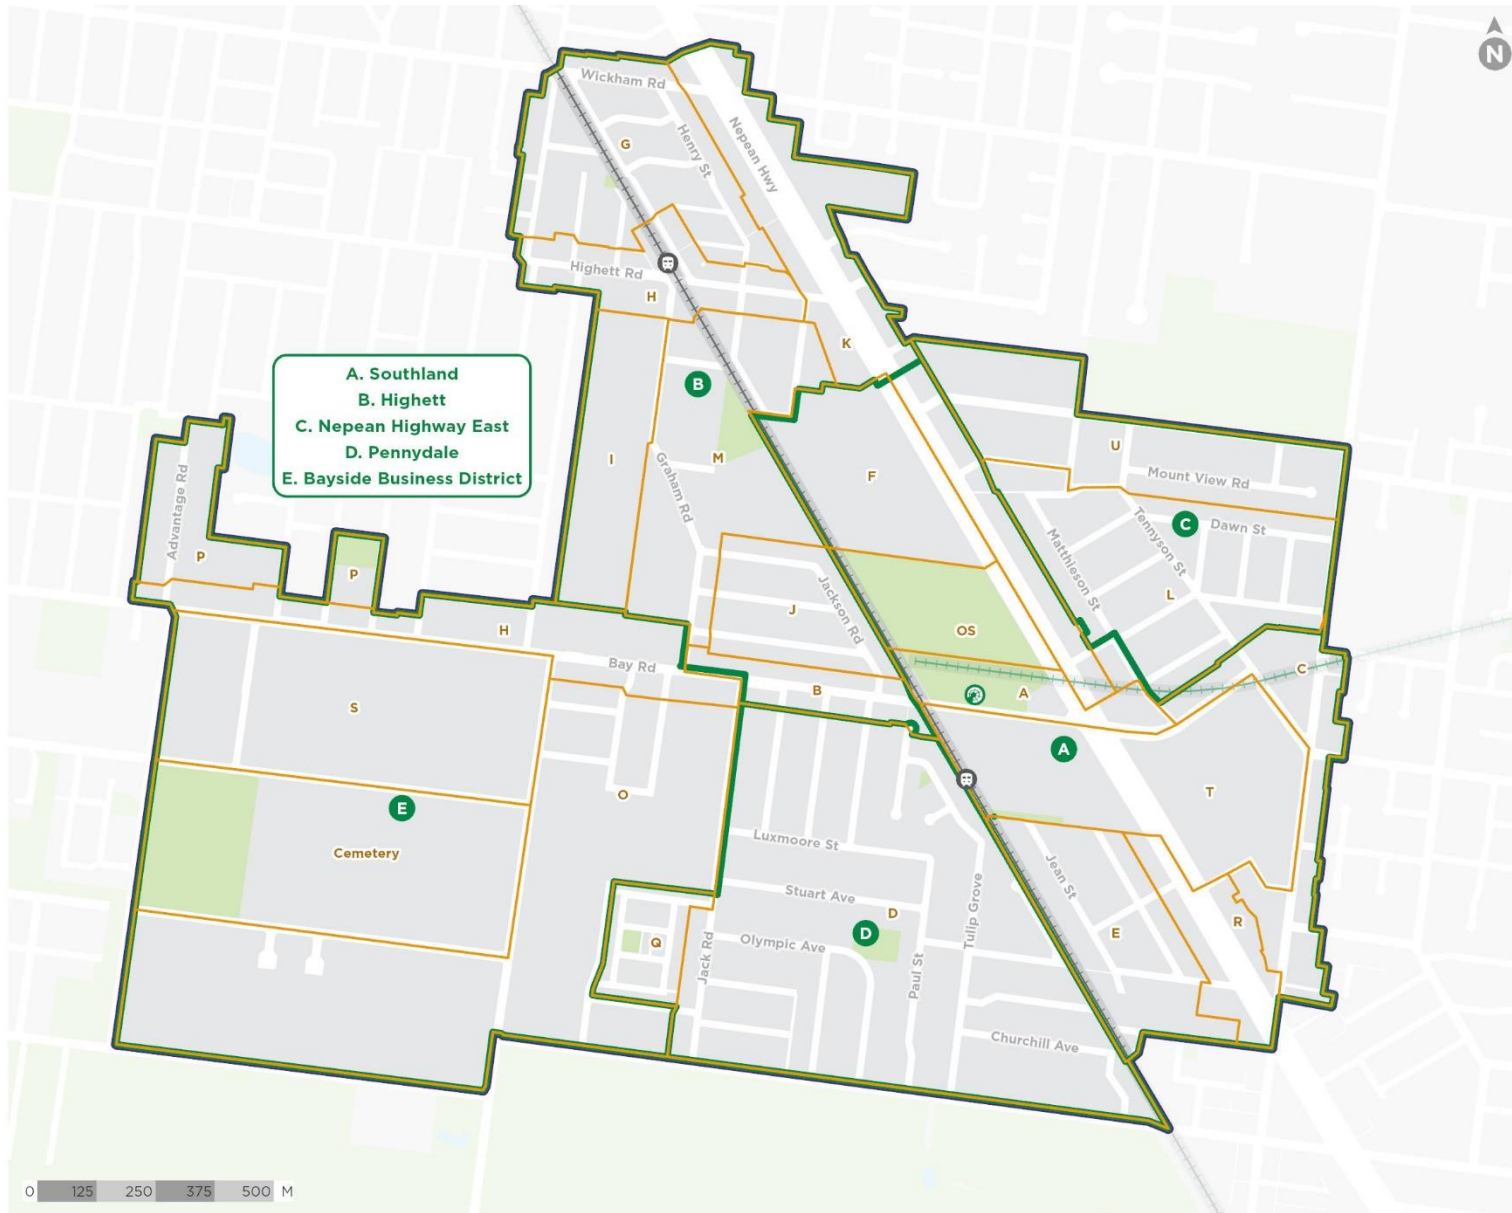 N
Wickham Rd
G
Henry St
Nepean Hwy
Highett Rd
H
K
A. Southland
B. Highett
C. Nepean Highway East
D. Pennydale
E. Bayside Business District
B
U
I
M
F
Mount View Rd
Graham Rd
Advantage Rd
Tennyson St
C
Dawn St
Matthieson St
P
P
L
Jackson Rd
J
H
OS
Bay Rd
B
A
C
S
A
O
T
E
Luxmoore St
Cemetery
Jean St
Stuart Ave
D
Tulip Grove
D
R
E
Q
Olympic Ave
Jack Rd
Paul St
Churchill Ave
0 125 250 375 500 M